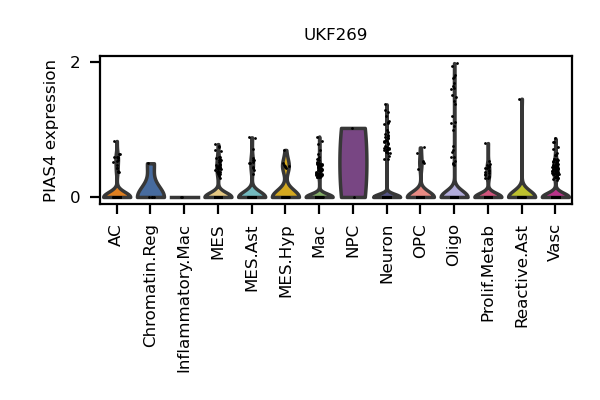 UKF269
PIAS4 expression
2
0
AC
Chromatin.Reg
Inflammatory.Mac
MES
MES.Ast
MES.Hyp
Mac
NPC
Neuron
OPC
Oligo
Prolif.Metab
Reactive.Ast
Vasc